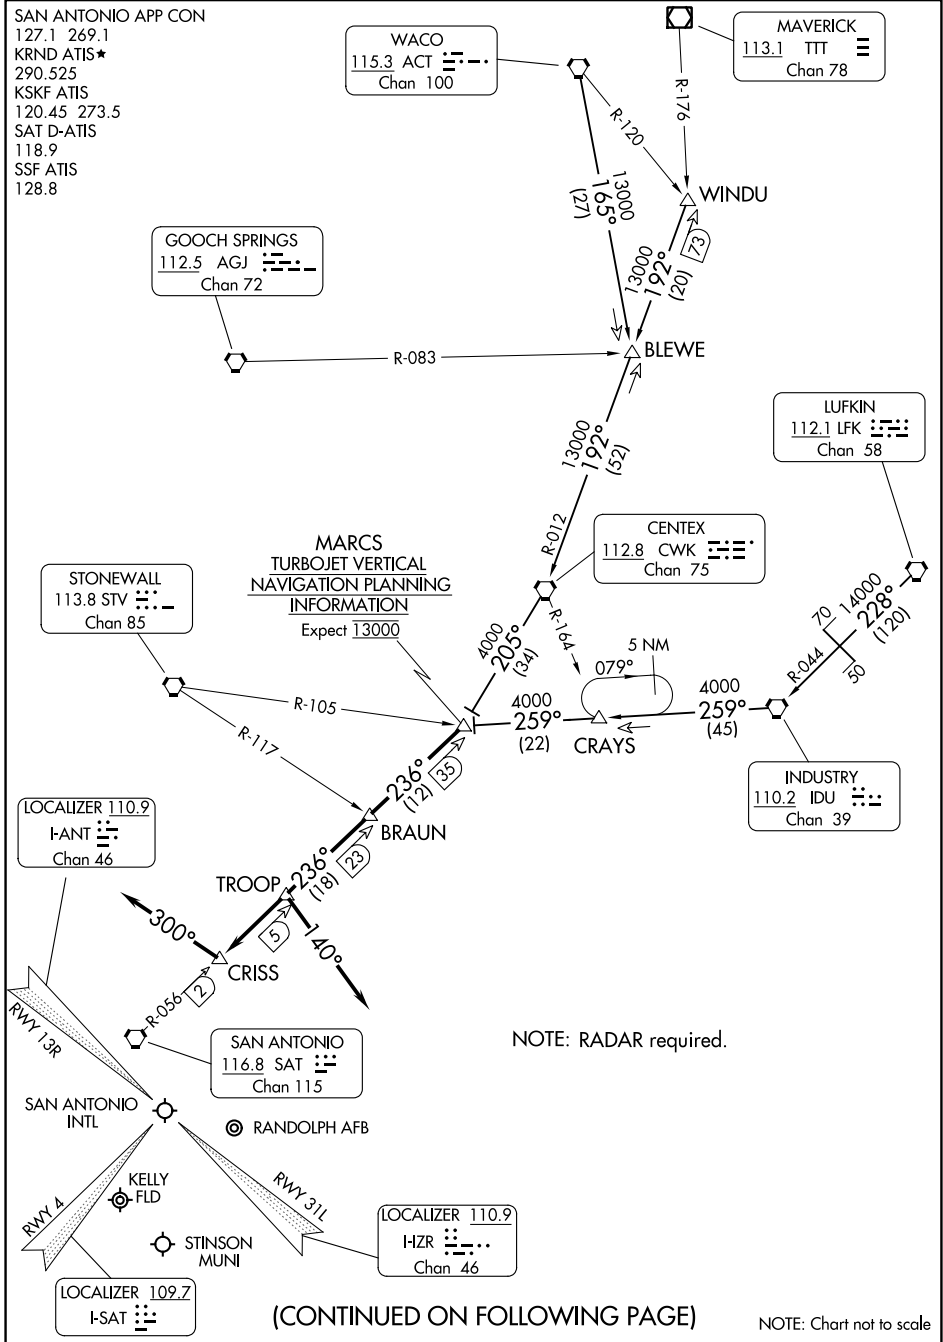 SAN ANTONIO APP CON
127.1 269.1
KRND ATIS★
290.525
KSKF ATIS
120.45 273.5
SAT D-ATIS
118.9
SSF ATIS
128.8
WACO
115.3 ACT
Chan 100
MAVERICK
113.1 TTT
Chan 78
R-176
R-120
13000
165°
(27)
WINDU
73
13000
192°
(20)
GOOCH SPRINGS
112.5 AGJ
Chan 72
R-083
BLEWE
LUFKIN
112.1 LFK
Chan 58
13000
192°
(52)
R-012
CENTEX
112.8 CWK
Chan 75
MARCS
TURBOJET VERTICAL
NAVIGATION PLANNING
INFORMATION
Expect 13000
STONEWALL
113.8 STV
Chan 85
70
14000
228°
(120)
50
R-044
4000
205°
(34)
R-164
5 NM
079°
R-105
4000
259°
(22)
CRAYS
4000
259°
(45)
R-117
INDUSTRY
110.2 IDU
Chan 39
236°
(12)
35
BRAUN
LOCALIZER 110.9
I-ANT
Chan 46
236°
(18)
23
TROOP
5
140°
300°
CRISS
R-056
2
RWY 13R
SAN ANTONIO
116.8 SAT
Chan 115
NOTE: RADAR required.
SAN ANTONIO
INTL
RANDOLPH AFB
KELLY
FLD
RWY 4
RWY 31L
STINSON
MUNI
LOCALIZER 110.9
I-IZR
Chan 46
LOCALIZER 109.7
I-SAT
(CONTINUED ON FOLLOWING PAGE)
NOTE: Chart not to scale